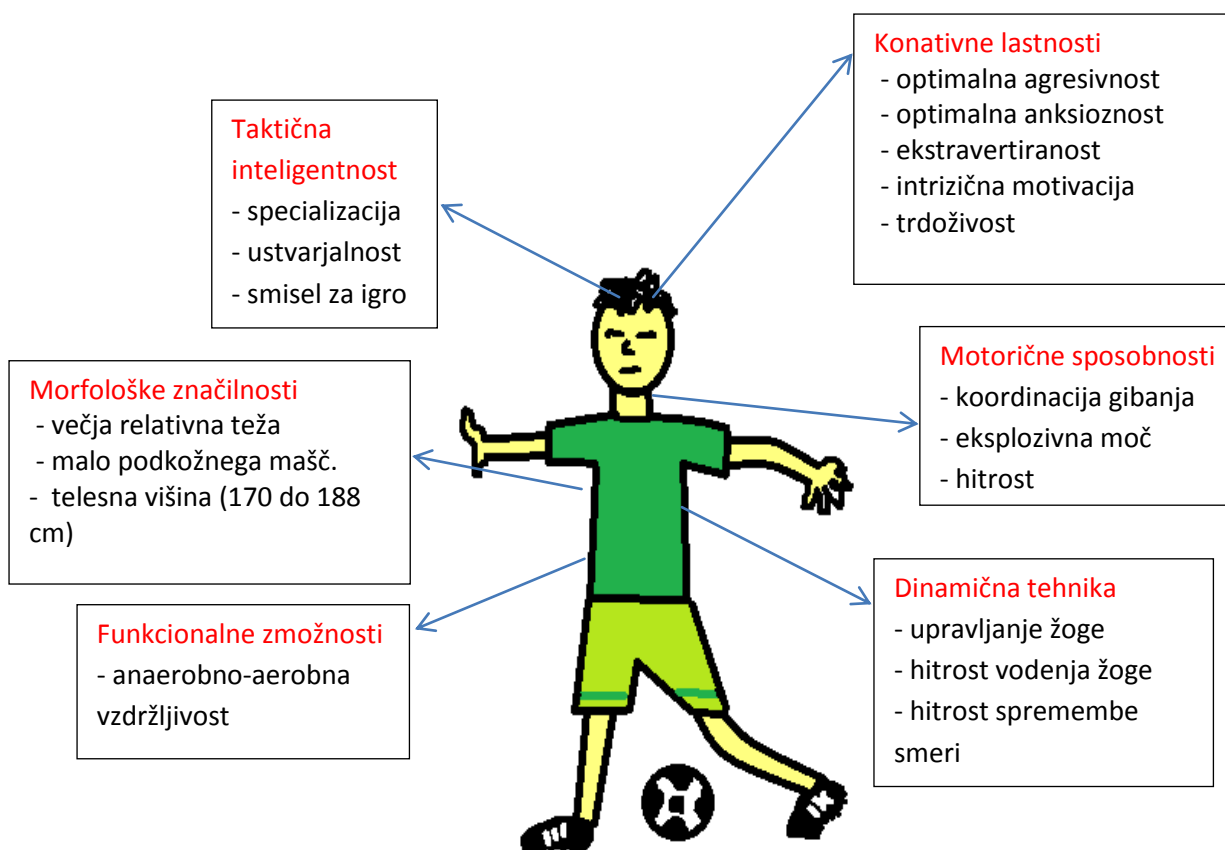 Taktična
inteligentnost
- specializacija
- ustvarjalnost
- smisel za igro
Konativne lastnosti
- optimalna agresivnost
- optimalna anksioznost
- ekstravertiranost
- intrizična motivacija
- trdoživost
Morfološke značilnosti
- večja relativna teža
- malo podkožnega mašč.
- telesna višina (170 do 188
cm)
Motorične sposobnosti
- koordinacija gibanja
- eksplozivna moč
- hitrost
Funkcionalne zmožnosti
- anaerobno-aerobna
vzdržljivost
Dinamična tehnika
- upravljanje žoge
- hitrost vodenja žoge
- hitrost spremembe
smeri